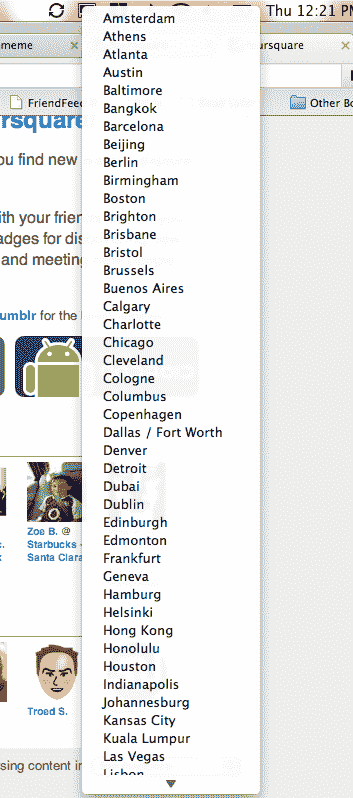 Thu 12:21 PM
meme
ursquare
FriendFeed
Other Bo
rsquare
ou find new
ith your frien
adges for dis
and meeting
umblr for the
Zoe B. @
Starbucks
Santa Clara
Troed S.
sing content in
Amsterdam
Athens
Atlanta
Austin
Baltimore
Bangkok
Barcelona
Beijing
Berlin
Birmingham
Boston
Brighton
Brisbane
Bristol
Brussels
Buenos Aires
Calgary
Charlotte
Chicago
Cleveland
Cologne
Columbus
Copenhagen
Dallas / Fort Worth
Denver
Detroit
Dubai
Dublin
Edinburgh
Edmonton
Frankfurt
Geneva
Hamburg
Helsinki
Hong Kong
Honolulu
Houston
Indianapolis
Johannesburg
Kansas City
Kuala Lumpur
Las Vegas
Lisbon